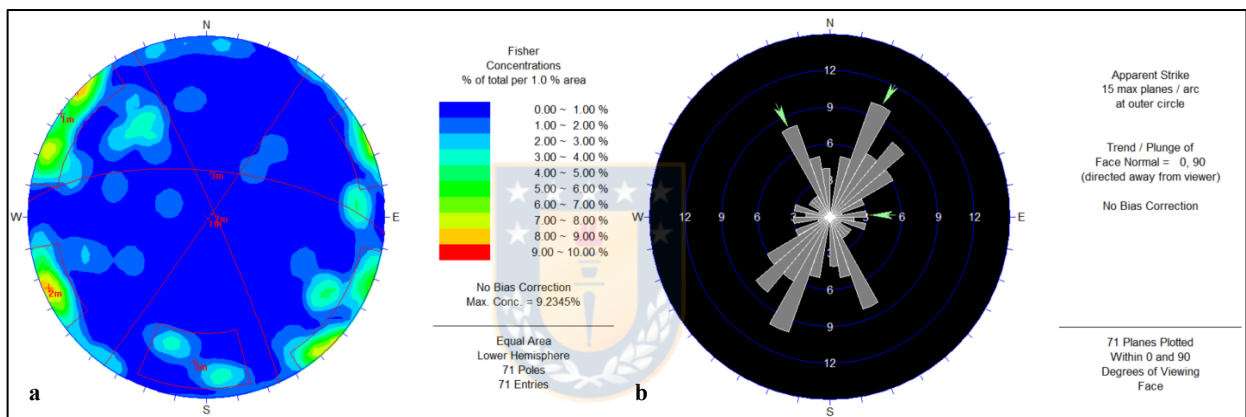 N
W
E
S
1m
2m
3m
2m
1m
3m
a
Fisher
Concentrations
% of total per 1.0 % area
0.00 ~ 1.00 %
1.00 ~ 2.00 %
2.00 ~ 3.00 %
3.00 ~ 4.00 %
4.00 ~ 5.00 %
5.00 ~ 6.00 %
6.00 ~ 7.00 %
7.00 ~ 8.00 %
8.00 ~ 9.00 %
9.00 ~ 10.00 %
No Bias Correction
Max. Conc. = 9.2345%
Equal Area
Lower Hemisphere
71 Poles
71 Entries
N
12
9
6
3
W 12 9 6 3 3 6 9 12 E
6
9
12
S
b
Apparent Strike
15 max planes / arc
at outer circle
Trend / Plunge of
Face Normal = 0, 90
(directed away from viewer)
No Bias Correction
71 Planes Plotted
Within 0 and 90
Degrees of Viewing
Face